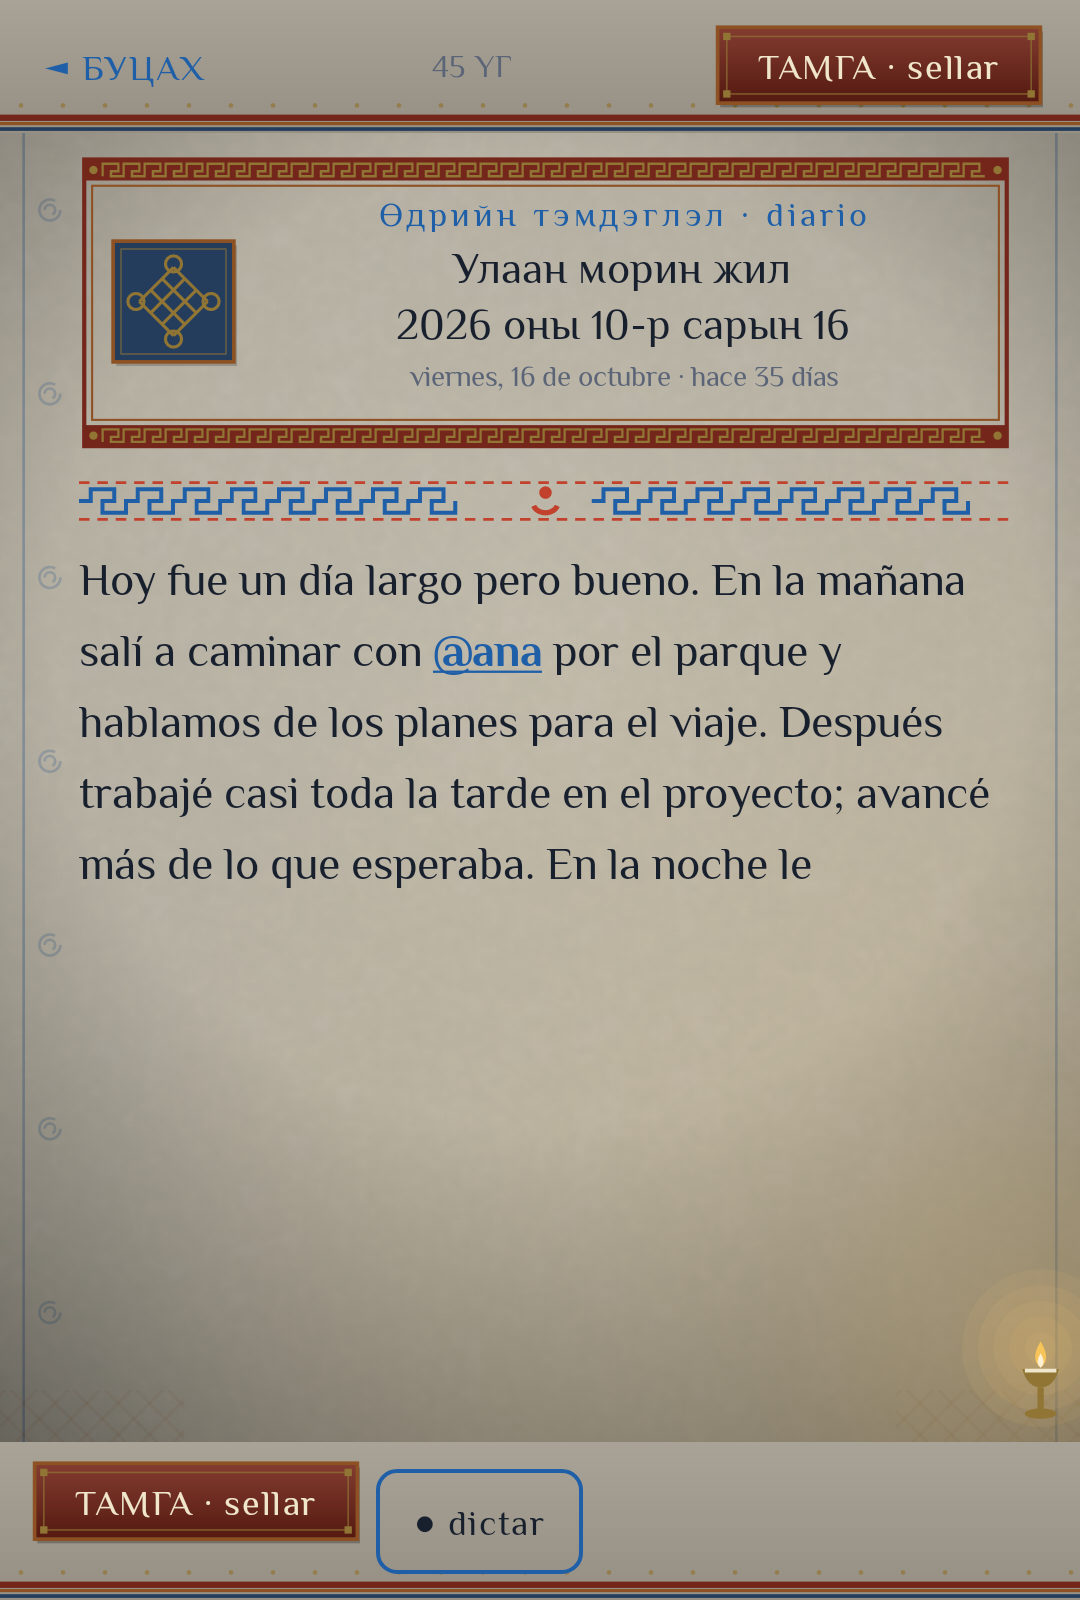 ◄ БУЦАХ
45 ҮГ
ТАМГА · sellar
Өдрийн тэмдэглэл · diario
Улаан морин жил
2026 оны 10-р сарын 16
viernes, 16 de octubre · hace 35 días
Hoy fue un día largo pero bueno. En la mañana
salí a caminar con @ana por el parque y
hablamos de los planes para el viaje. Después
trabajé casi toda la tarde en el proyecto; avancé
más de lo que esperaba. En la noche le
ТАМГА · sellar
● dictar